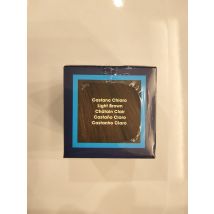 Castano Chiaro
Light Brown
Châtain Clair
Castaño Claro
Castanho Claro